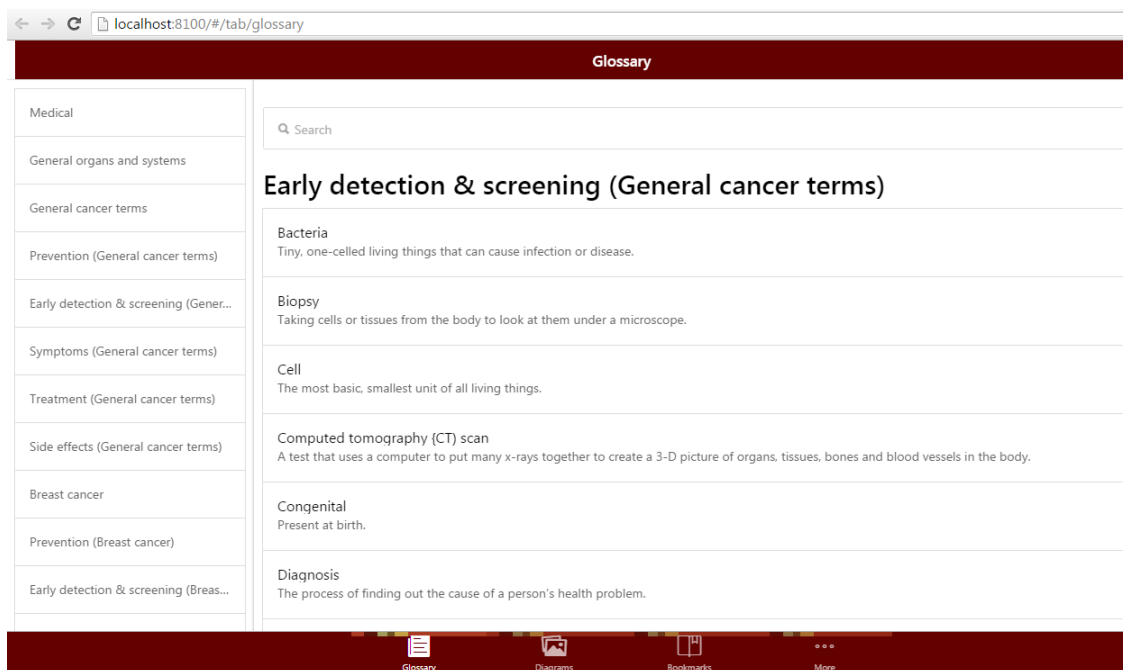 localhost:8100/#/tab/glossary
Glossary
Medical
General organs and systems
General cancer terms
Prevention (General cancer terms)
Early detection & screening (Gener...
Symptoms (General cancer terms)
Treatment (General cancer terms)
Side effects (General cancer terms)
Breast cancer
Prevention (Breast cancer)
Early detection & screening (Breas...
Search
Early detection & screening (General cancer terms)
Bacteria
Tiny, one-celled living things that can cause infection or disease.
Biopsy
Taking cells or tissues from the body to look at them under a microscope.
Cell
The most basic, smallest unit of all living things.
Computed tomography {CT) scan
A test that uses a computer to put many x-rays together to create a 3-D picture of organs, tissues, bones and blood vessels in the body.
Congenital
Present at birth.
Diagnosis
The process of finding out the cause of a person's health problem.
Glossary
Diagrams
Bookmarks
More